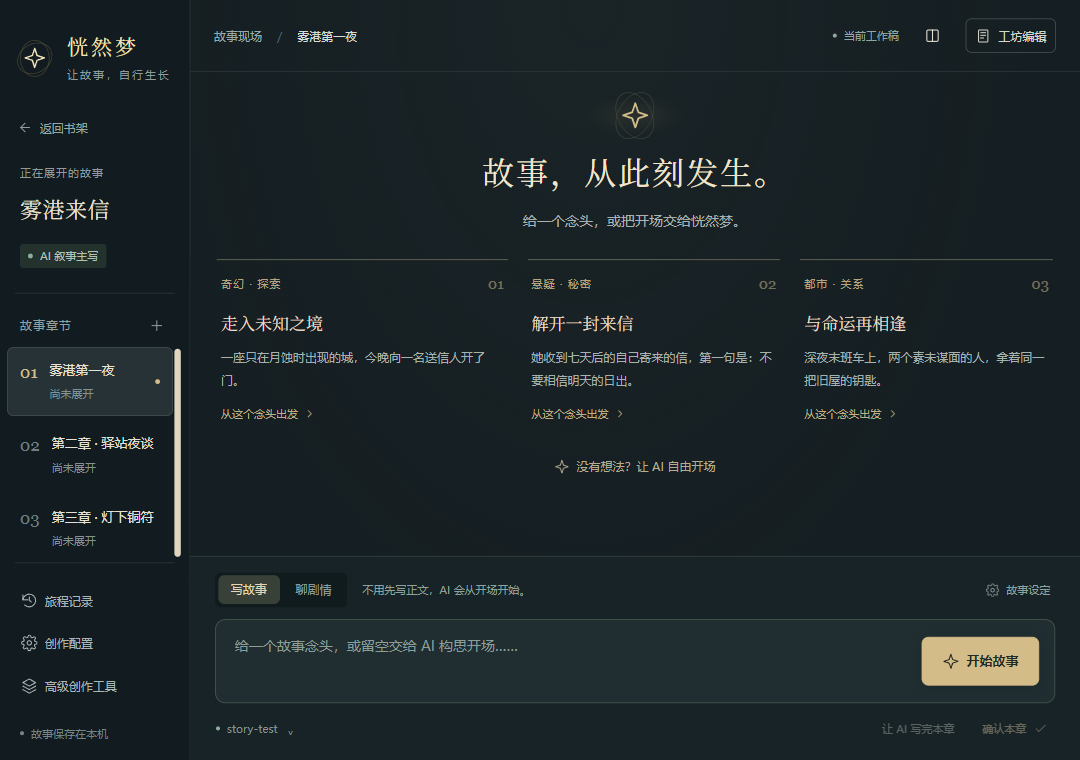 恍然梦
让故事，自行生长
返回书架
正在展开的故事
雾港来信
AI 叙事主写
故事章节
01 雾港第一夜
尚未展开
02 第二章 · 驿站夜谈
尚未展开
03 第三章 · 灯下铜符
尚未展开
旅程记录
创作配置
高级创作工具
故事保存在本机
故事现场 / 雾港第一夜
当前工作稿
工坊编辑
故事，从此刻发生。
给一个念头，或把开场交给恍然梦。
奇幻 · 探索 01
走入未知之境
一座只在月蚀时出现的城，今晚向一名送信人开了
门。
从这个念头出发
悬疑 · 秘密 02
解开一封来信
她收到七天后的自己寄来的信，第一句是：不
要相信明天的日出。
从这个念头出发
都市 · 关系 03
与命运再相逢
深夜末班车上，两个素未谋面的人，拿着同一
把旧屋的钥匙。
从这个念头出发
没有想法？让 AI 自由开场
写故事 聊剧情 不用先写正文，AI 会从开场开始。
故事设定
给一个故事念头，或留空交给 AI 构思开场……
开始故事
story-test
让 AI 写完本章 确认本章